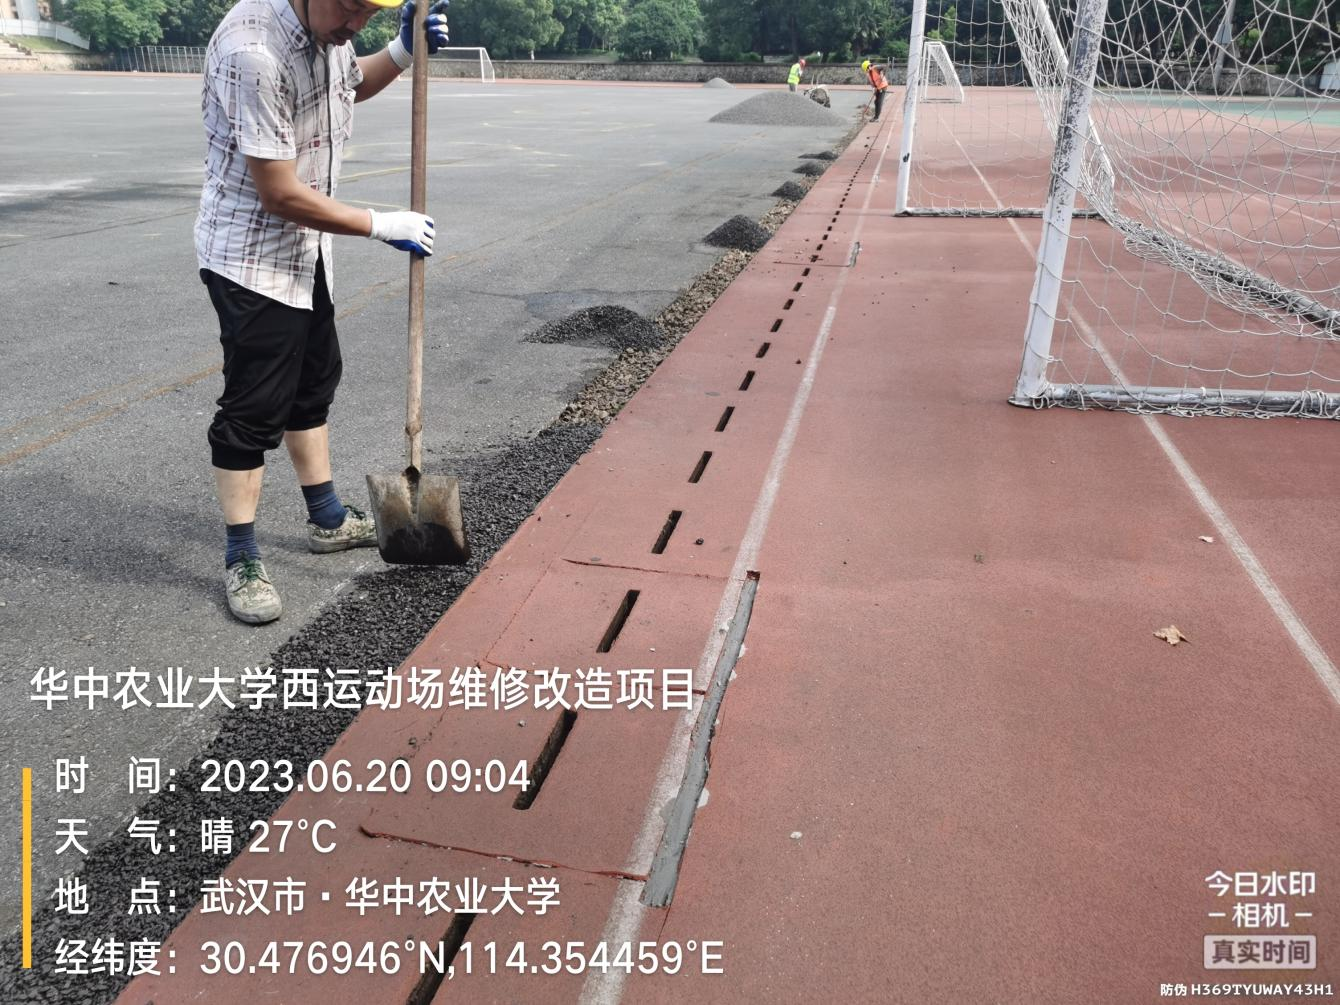 华中农业大学西运动场维修改造项目
时 间：2023.06.20 09:04
天 气：晴 27°C
地 点：武汉市·华中农业大学
经纬度：30.476946°N,114.354459°E
今日水印
－相机－
真实时间
防伪 H369TYUWAY43H1